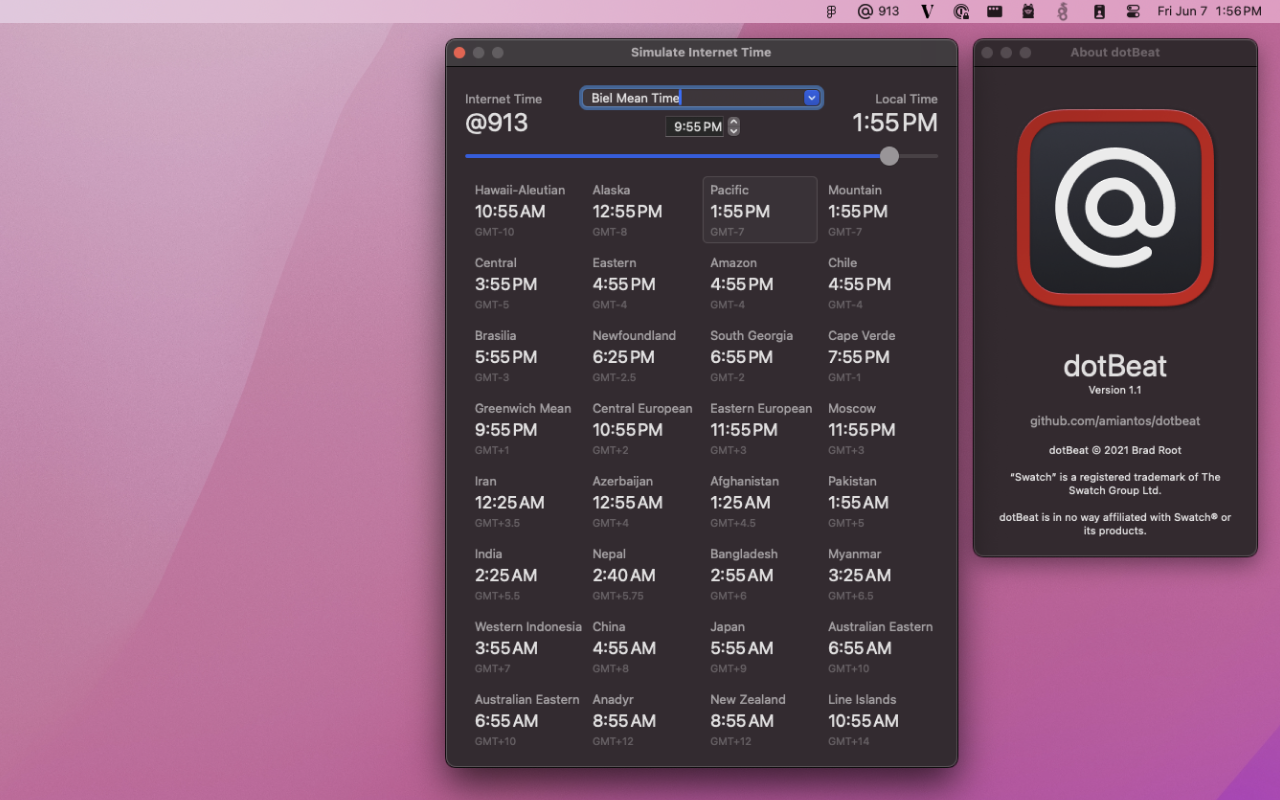 @ 913 Fri Jun 7 1:56 PM
Simulate Internet Time
Internet Time Biel Mean Time Local Time
@913 9:55 PM 1:55 PM
Hawaii-Aleutian Alaska Pacific Mountain
10:55 AM 12:55 PM 1:55 PM 1:55 PM
GMT-10 GMT-8 GMT-7 GMT-7
Central Eastern Amazon Chile
3:55 PM 4:55 PM 4:55 PM 4:55 PM
GMT-5 GMT-4 GMT-4 GMT-4
Brasilia Newfoundland South Georgia Cape Verde
5:55 PM 6:25 PM 6:55 PM 7:55 PM
GMT-3 GMT-2.5 GMT-2 GMT-1
Greenwich Mean Central European Eastern European Moscow
9:55 PM 10:55 PM 11:55 PM 11:55 PM
GMT+1 GMT+2 GMT+3 GMT+3
Iran Azerbaijan Afghanistan Pakistan
12:25 AM 12:55 AM 1:25 AM 1:55 AM
GMT+3.5 GMT+4 GMT+4.5 GMT+5
India Nepal Bangladesh Myanmar
2:25 AM 2:40 AM 2:55 AM 3:25 AM
GMT+5.5 GMT+5.75 GMT+6 GMT+6.5
Western Indonesia China Japan Australian Eastern
3:55 AM 4:55 AM 5:55 AM 6:55 AM
GMT+7 GMT+8 GMT+9 GMT+10
Australian Eastern Anadyr New Zealand Line Islands
6:55 AM 8:55 AM 8:55 AM 10:55 AM
GMT+10 GMT+12 GMT+12 GMT+14
About dotBeat
@
dotBeat
Version 1.1
github.com/amiantos/dotbeat
dotBeat © 2021 Brad Root
"Swatch" is a registered trademark of The
Swatch Group Ltd.
dotBeat is in no way affiliated with Swatch® or
its products.